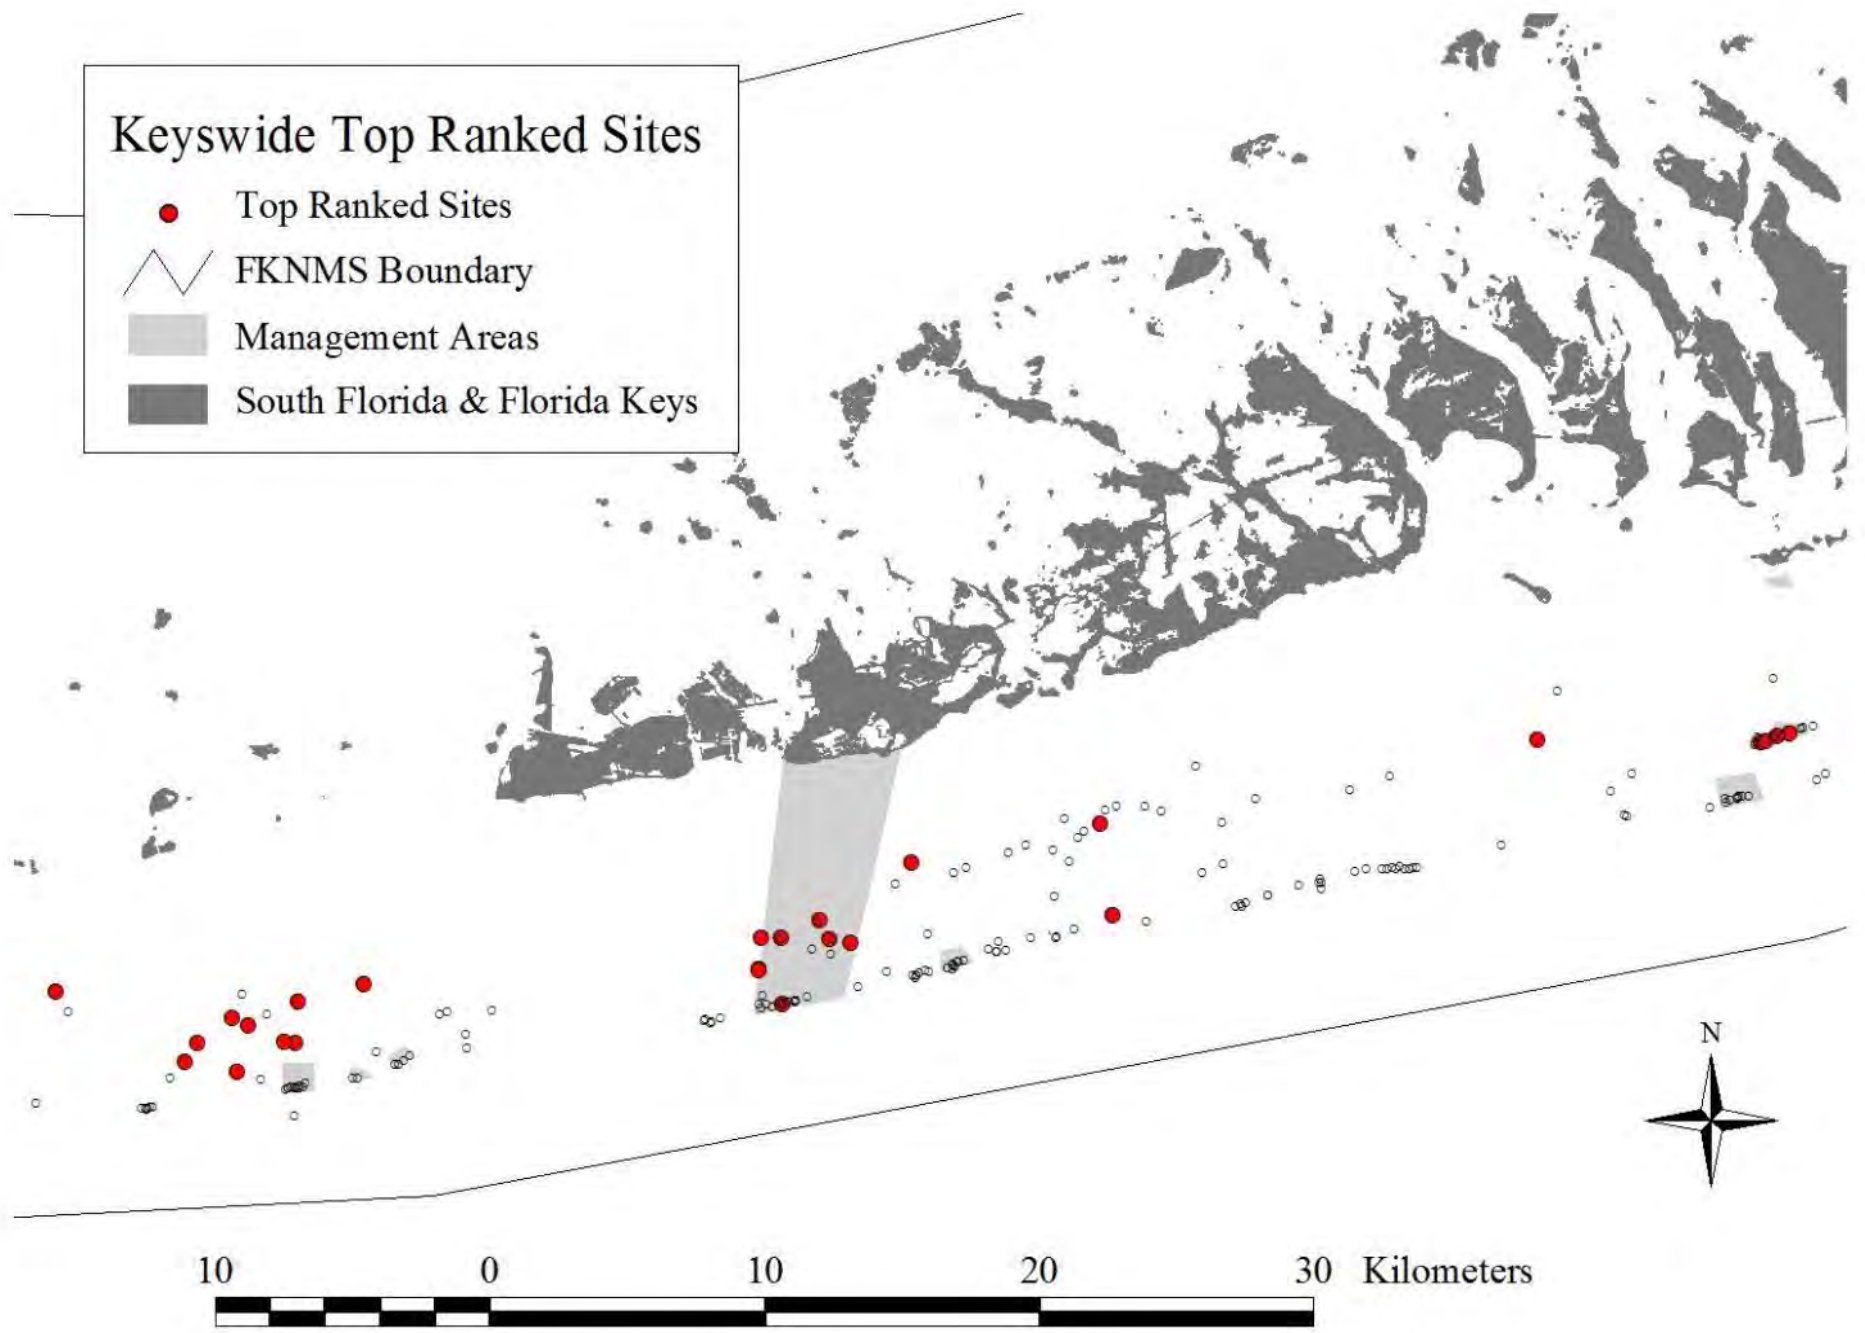 Keyswide Top Ranked Sites
Top Ranked Sites
FKNMS Boundary
Management Areas
South Florida & Florida Keys
N
10 0 10 20 30 Kilometers